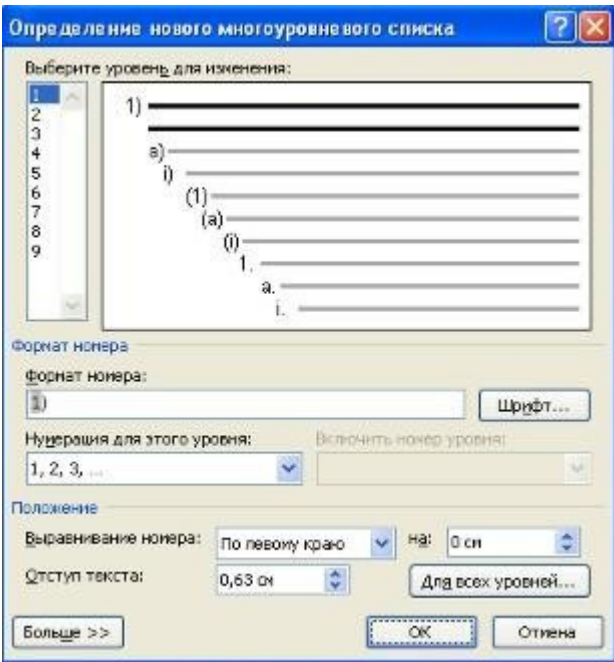 Определение нового многоуровневого списка
Выберите уровень для изменения:
1
2
3
4
5
6
7
8
9
1)
a)
i)
(1)
(a)
(i)
1.
a.
i.
Формат номера
Формат номера:
1)
Шрифт...
Нумерация для этого уровня:
Включить номер уровня:
1, 2, 3, ...
Положение
Выравнивание номера:
По левому краю
на:
0 см
Отступ текста:
0,63 см
Для всех уровней...
Больше >>
ОК
Отмена